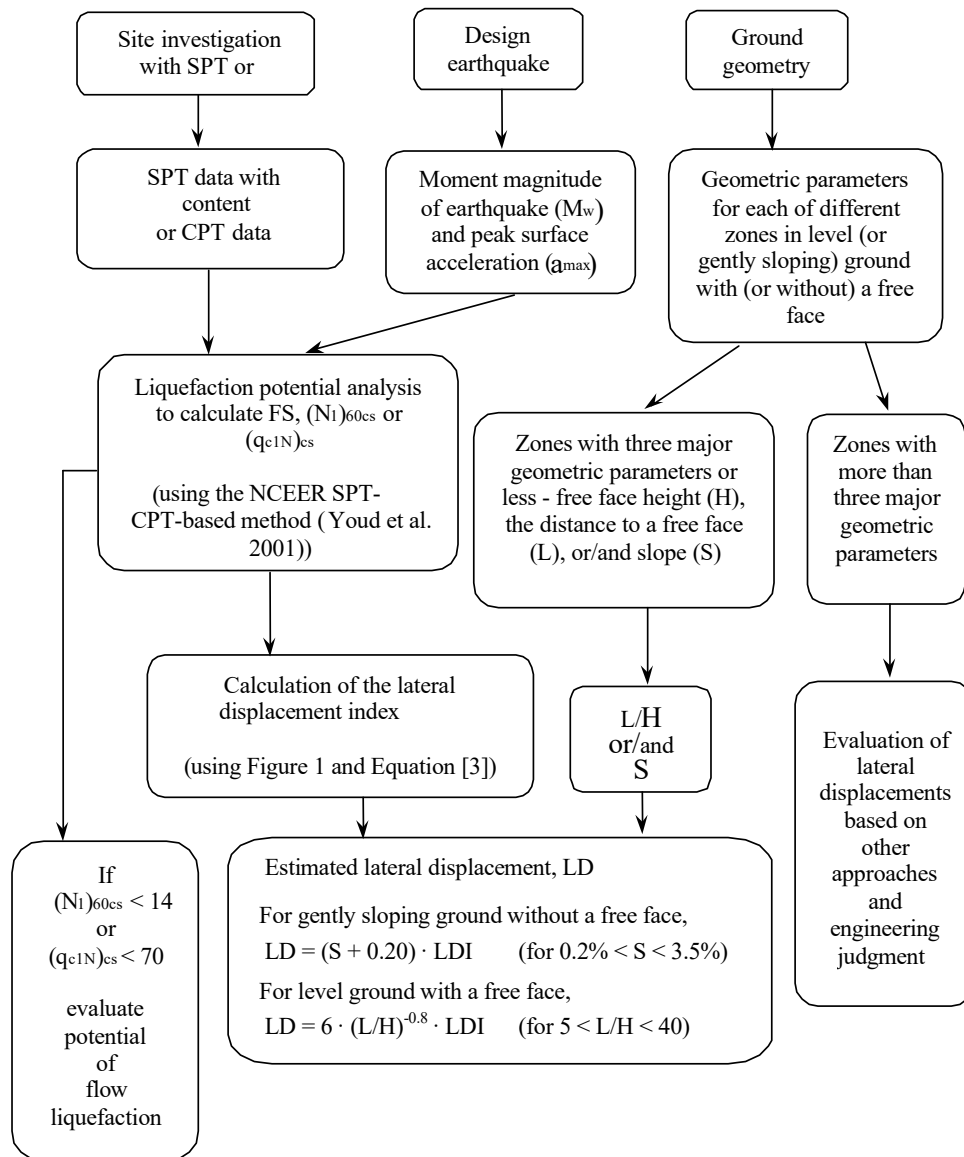 Site investigation
with SPT or
Design
earthquake
Ground
geometry
SPT data with
content
or CPT data
Moment magnitude
of earthquake (Mw)
and peak surface
acceleration (amax)
Geometric parameters
for each of different
zones in level (or
gently sloping) ground
with (or without) a free
face
Liquefaction potential analysis
to calculate FS, (N1)60cs or
(qc1N)cs
(using the NCEER SPT-
CPT-based method ( Youd et al.
2001))
Zones with three major
geometric parameters or
less - free face height (H),
the distance to a free face
(L), or/and slope (S)
Zones with
more than
three major
geometric
parameters
Calculation of the lateral
displacement index
(using Figure 1 and Equation [3])
L/H
or/and
S
Evaluation of
lateral
displacements
based on
other
approaches
and
engineering
judgment
If
(N1)60cs < 14
or
(qc1N)cs < 70
evaluate
potential
of
flow
liquefaction
Estimated lateral displacement, LD
For gently sloping ground without a free face,
LD = (S + 0.20) · LDI (for 0.2% < S < 3.5%)
For level ground with a free face,
LD = 6 · (L/H)-0.8 · LDI (for 5 < L/H < 40)